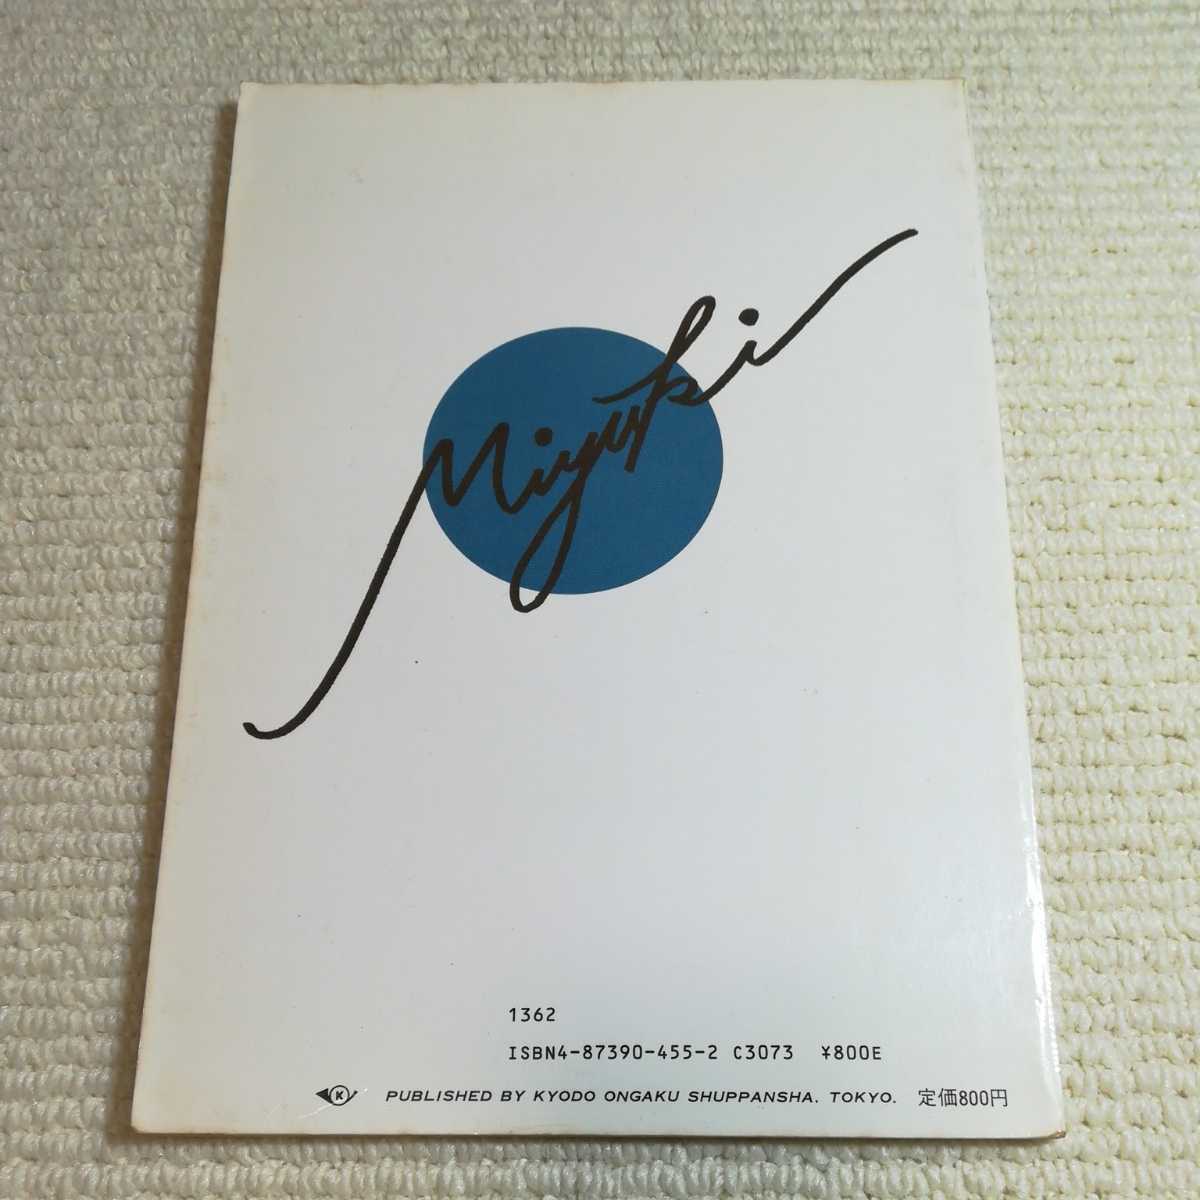 Miyuki
1362
ISBN4-87390-455-2 C3073 ¥800E
K PUBLISHED BY KYODO ONGAKU SHUPPANSHA. TOKYO. 定価800円